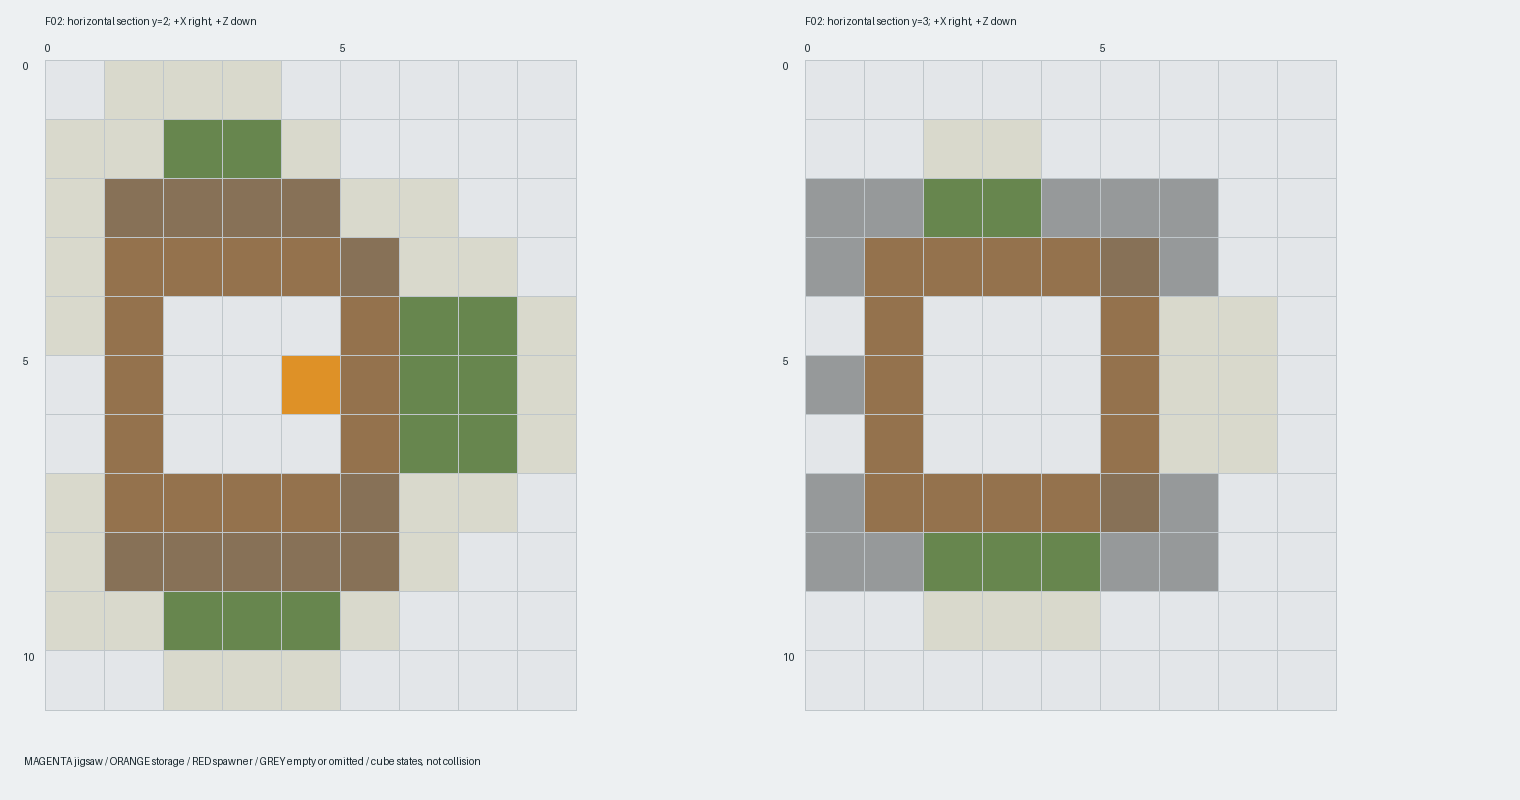 F02: horizontal section y=2; +X right, +Z down
F02: horizontal section y=3; +X right, +Z down
0 5
0 5
0
0
5
5
10
10
MAGENTA jigsaw / ORANGE storage / RED spawner / GREY empty or omitted / cube states, not collision